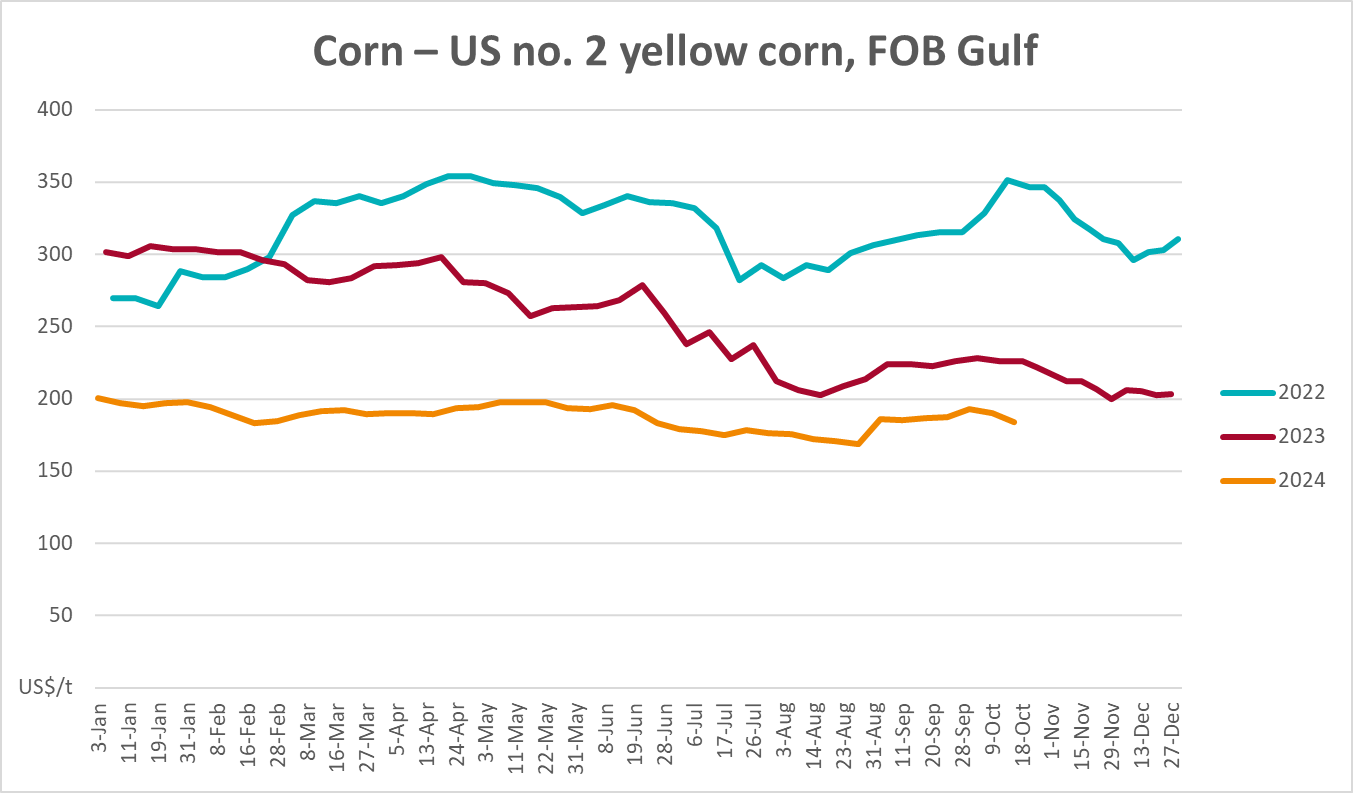 Corn – US no. 2 yellow corn, FOB Gulf
400
350
300
250
200
150
100
50
US$/t
2022
2023
2024
3-Jan
11-Jan
19-Jan
31-Jan
8-Feb
16-Feb
28-Feb
8-Mar
16-Mar
27-Mar
5-Apr
13-Apr
24-Apr
3-May
11-May
22-May
31-May
8-Jun
19-Jun
28-Jun
6-Jul
17-Jul
26-Jul
3-Aug
14-Aug
23-Aug
31-Aug
11-Sep
20-Sep
28-Sep
9-Oct
18-Oct
1-Nov
15-Nov
29-Nov
13-Dec
27-Dec